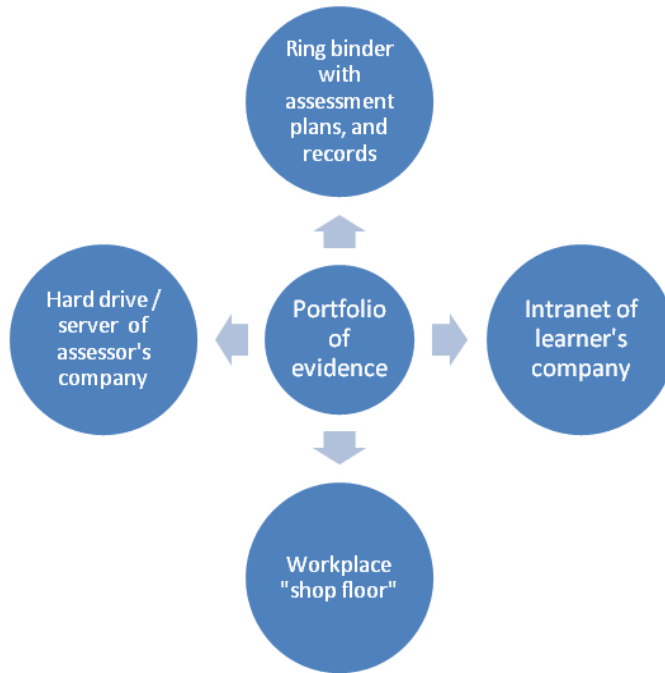 Ring binder
with
assessment
plans, and
records
Hard drive /
server of
assessor's
company
Portfolio
of
evidence
Intranet of
learner's
company
Workplace
"shop floor"